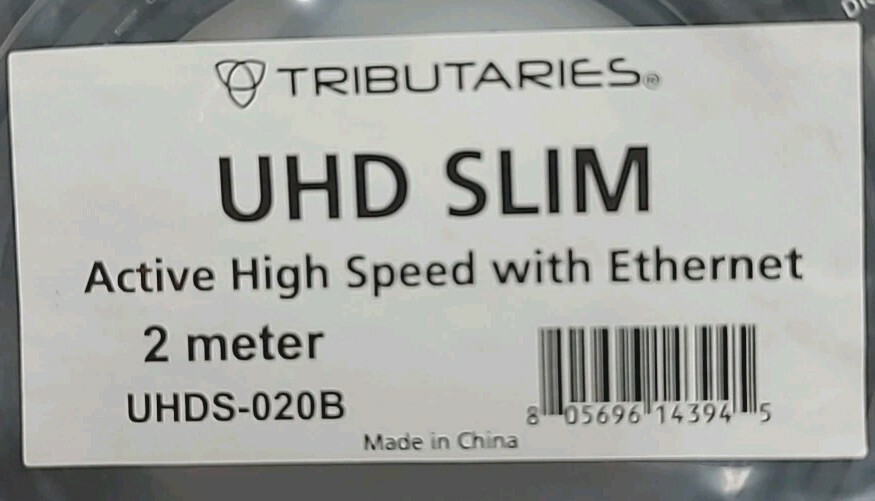 TRIBUTARIES®
UHD SLIM
Active High Speed with Ethernet
2 meter
UHDS-020B
8 05696 14394 5
Made in China